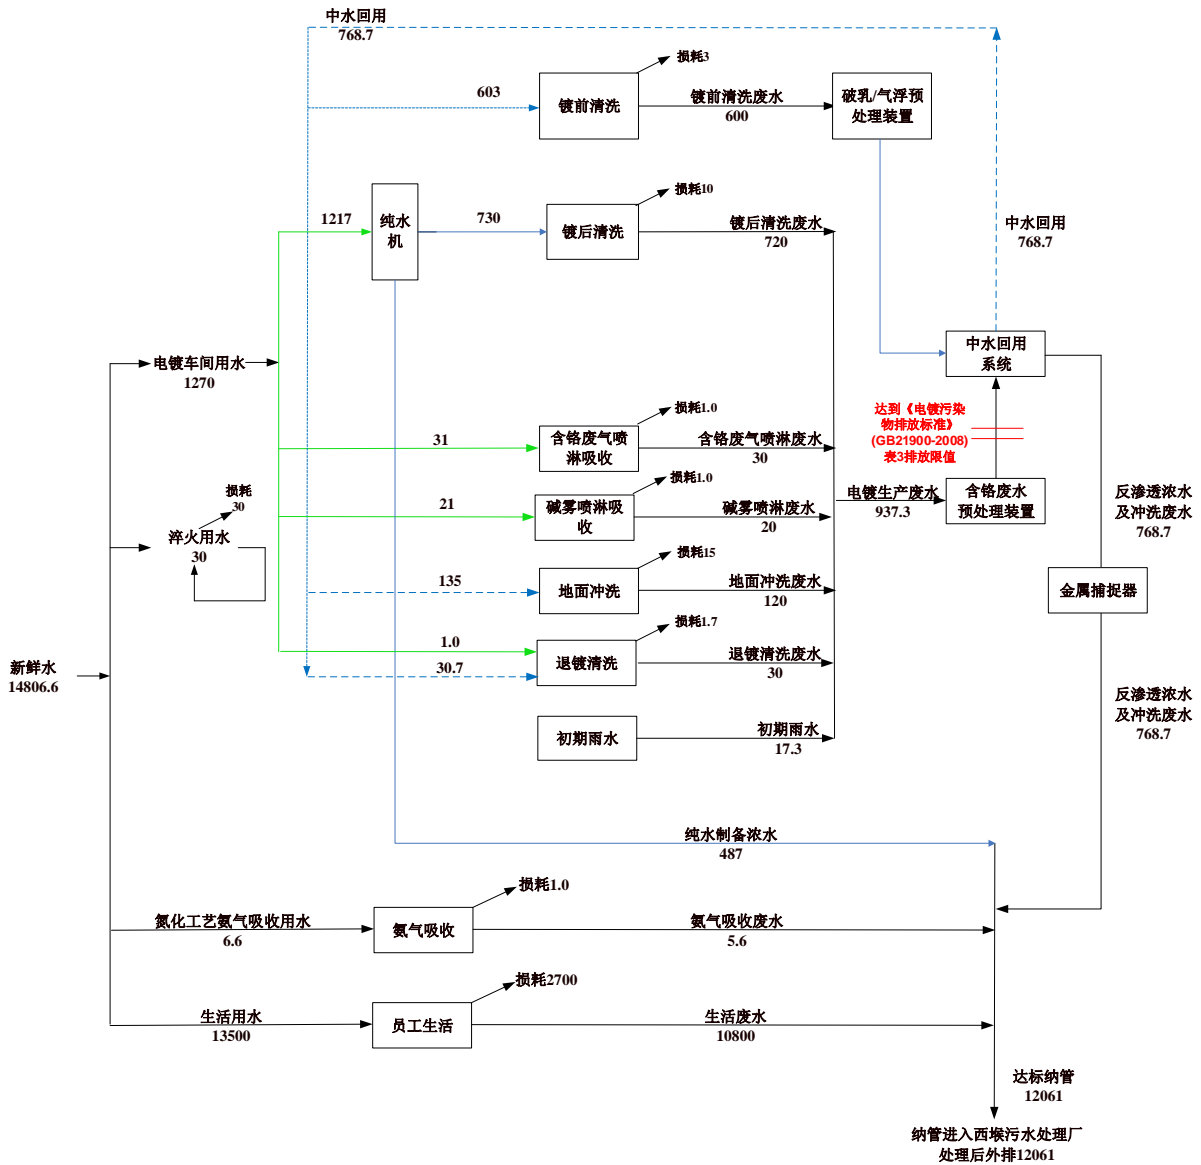 中水回用
768.7
损耗3
603
镀前清洗
镀前清洗废水
600
破乳/气浮预
处理装置
1217
纯水
机
730
损耗10
镀后清洗
镀后清洗废水
720
中水回用
768.7
电镀车间用水
1270
中水回用
系统
达到《电镀污染
物排放标准》
(GB21900-2008)
表3排放限值
31
损耗1.0
含铬废气喷
淋吸收
含铬废气喷淋废水
30
损耗
30
淬火用水
30
21
损耗1.0
碱雾喷淋吸
收
碱雾喷淋废水
20
电镀生产废水
937.3
含铬废水
预处理装置
反渗透浓水
及冲洗废水
768.7
135
损耗15
地面冲洗
地面冲洗废水
120
金属捕捉器
1.0
30.7
损耗1.7
退镀清洗
退镀清洗废水
30
新鲜水
14806.6
反渗透浓水
及冲洗废水
768.7
初期雨水
初期雨水
17.3
纯水制备浓水
487
损耗1.0
氮化工艺氨气吸收用水
6.6
氨气吸收
氨气吸收废水
5.6
损耗2700
生活用水
13500
员工生活
生活废水
10800
达标纳管
12061
纳管进入西堠污水处理厂
处理后外排12061